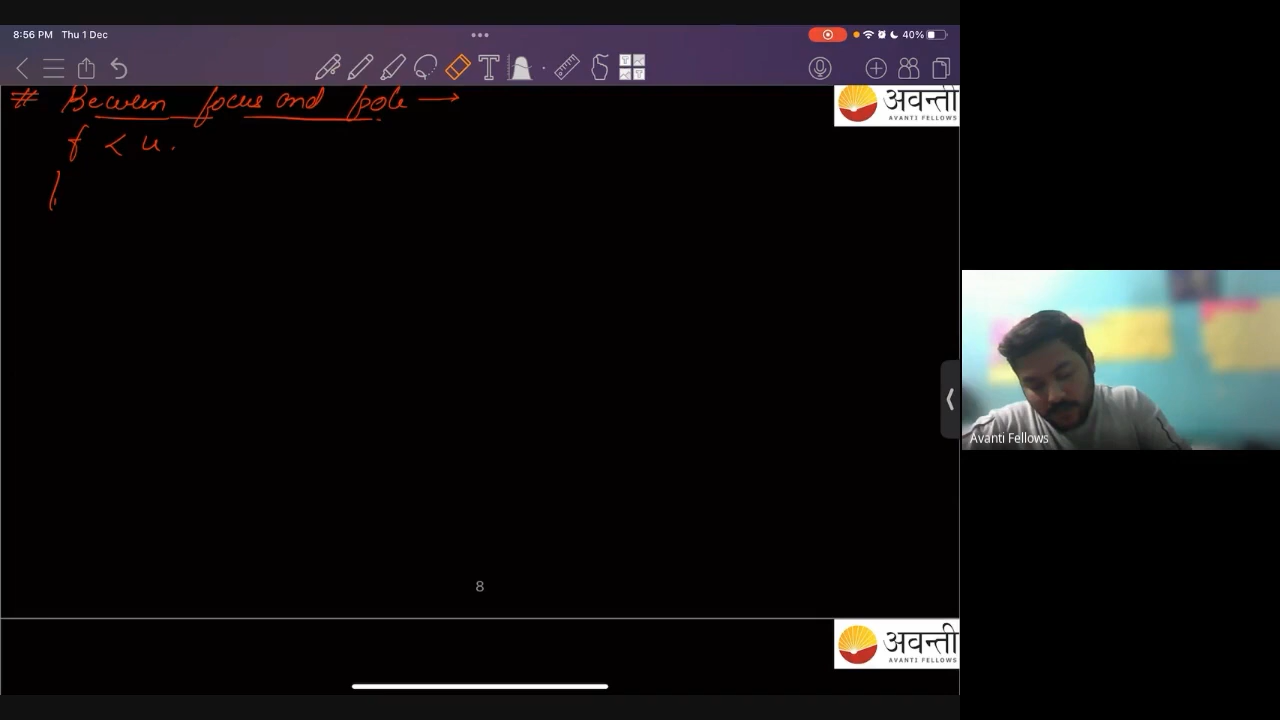 8:56 PM Thu 1 Dec
40%
# Between focus and pole →
f < u.
अवन्ती
AVANTI FELLOWS
Avanti Fellows
8
अवन्ती
AVANTI FELLOWS